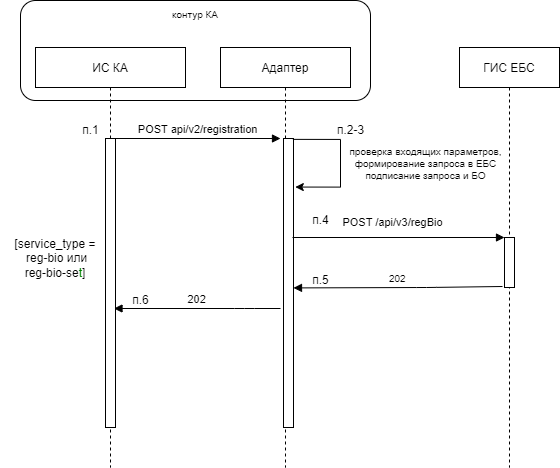 контур КА
ИС КА
Адаптер
ГИС ЕБС
п.1
POST api/v2/registration
п.2-3
проверка входящих параметров,
формирование запроса в ЕБС
подписание запроса и БО
п.4
POST /api/v3/regBio
[service_type =
reg-bio или
reg-bio-set]
п.5
202
п.6
202